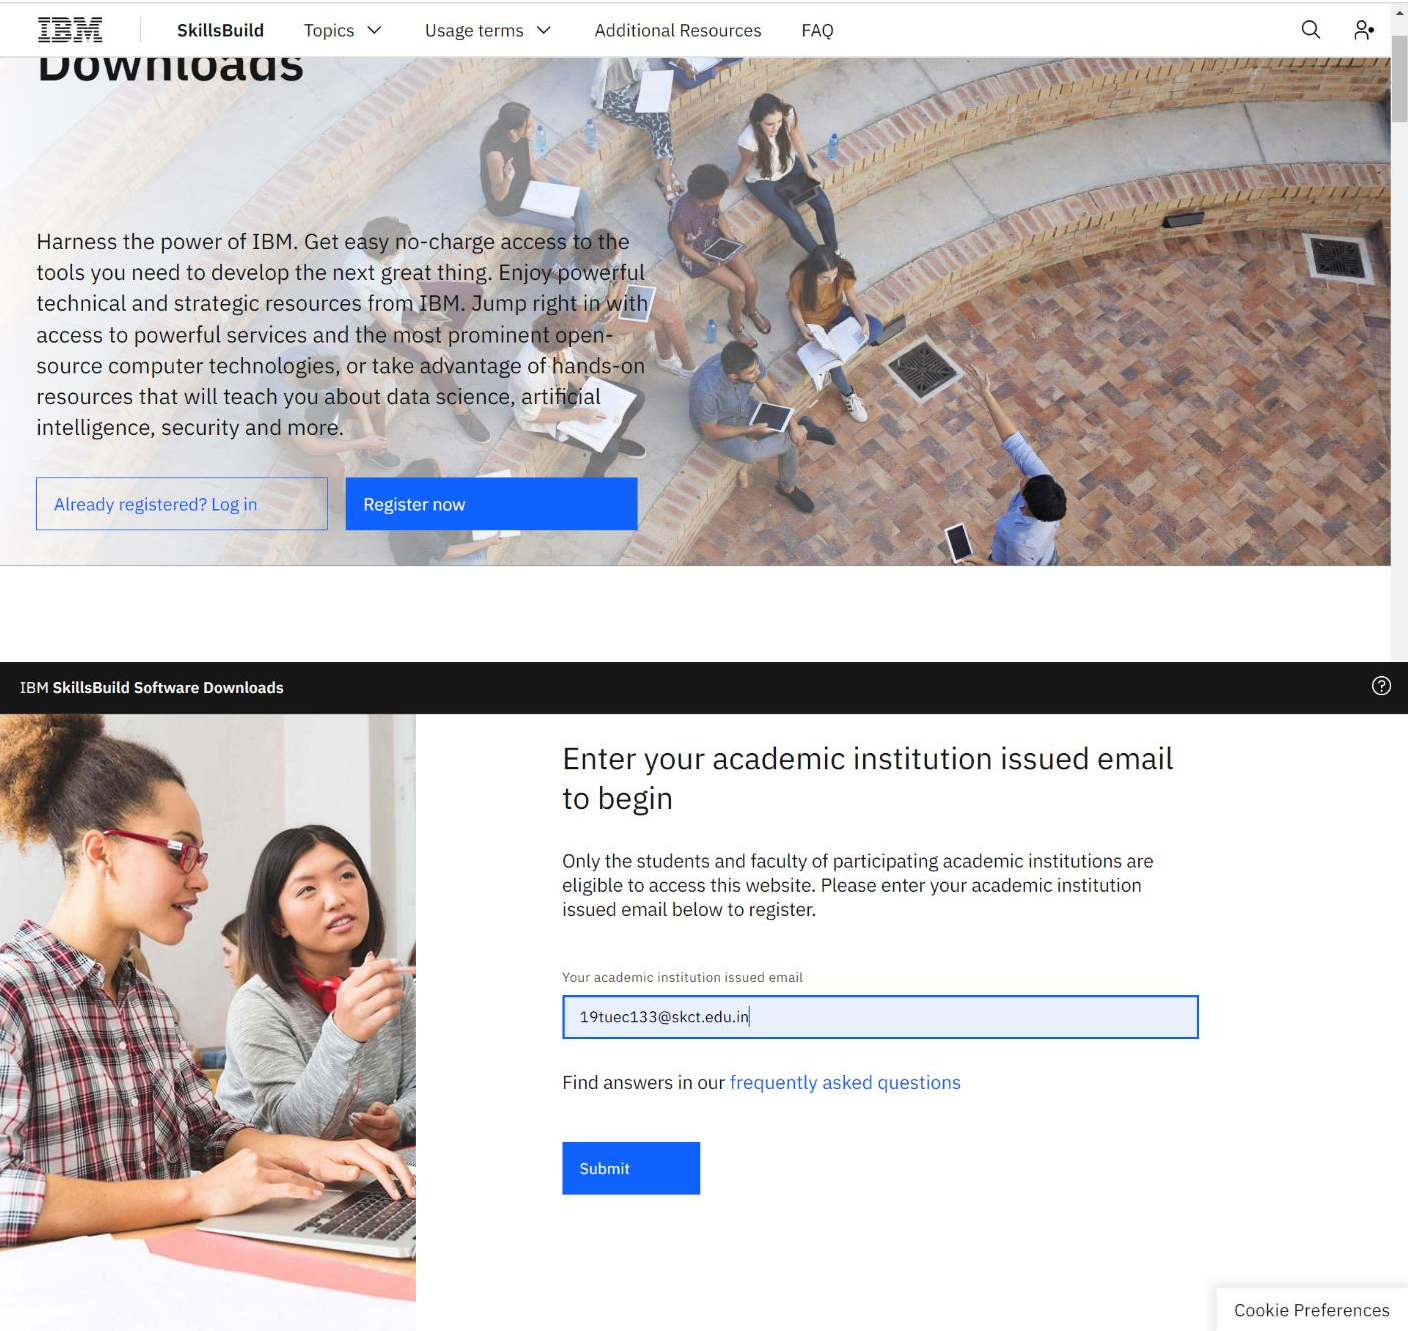 IBM SkillsBuild Topics Usage terms Additional Resources FAQ
Downloads
Harness the power of IBM. Get easy no-charge access to the
tools you need to develop the next great thing. Enjoy powerful
technical and strategic resources from IBM. Jump right in with
access to powerful services and the most prominent open-
source computer technologies, or take advantage of hands-on
resources that will teach you about data science, artificial
intelligence, security and more.
Already registered? Log in Register now
IBM SkillsBuild Software Downloads
Enter your academic institution issued email
to begin
Only the students and faculty of participating academic institutions are
eligible to access this website. Please enter your academic institution
issued email below to register.
Your academic institution issued email
19tuec133@skct.edu.in
Find answers in our frequently asked questions
Submit
Cookie Preferences